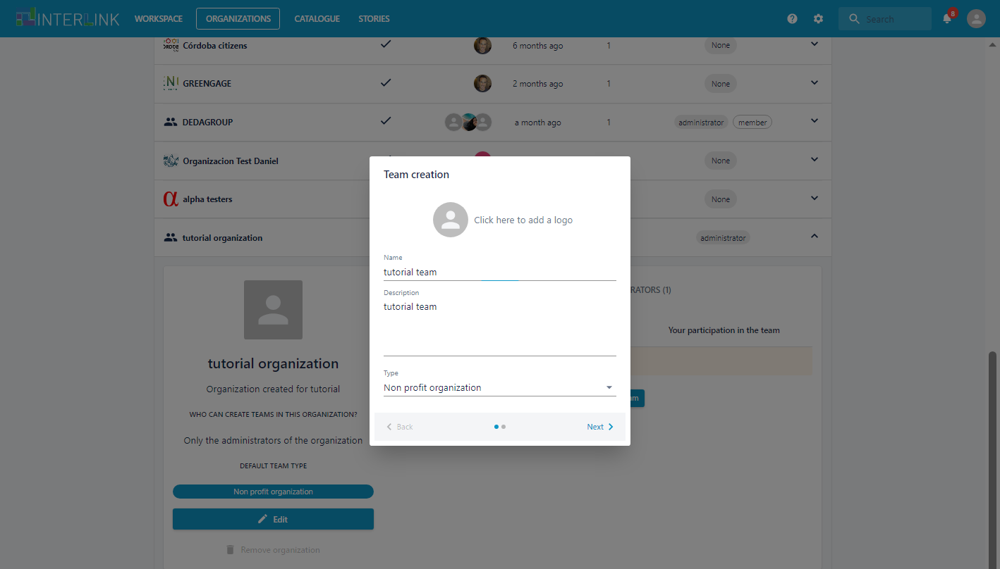 INTERLINK WORKSPACE ORGANIZATIONS CATALOGUE STORIES Search 8
Córdoba citizens 6 months ago 1 None
GREENGAGE 2 months ago 1 None
DEDAGROUP a month ago 1 administrator member
Organizacion Test Daniel None
α alpha testers None
tutorial organization administrator
Team creation
Click here to add a logo
Name
tutorial team
Description
tutorial team
Type
Non profit organization
Back Next
RATORS (1)
Your participation in the team
tutorial organization
Organization created for tutorial
WHO CAN CREATE TEAMS IN THIS ORGANIZATION?
Only the administrators of the organization
DEFAULT TEAM TYPE
Non profit organization
Edit
Remove organization